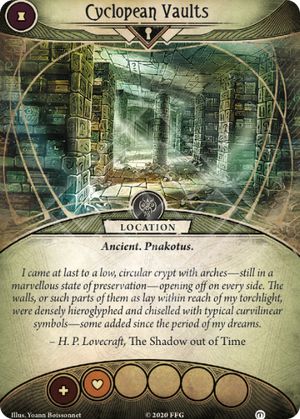 Cyclopean Vaults
LOCATION
Ancient. Pnakotus.
I came at last to a low, circular crypt with arches—still in a
marvellous state of preservation—opening off on every side. The
walls, or such parts of them as lay within reach of my torchlight,
were densely hieroglyphed and chiselled with typical curvilinear
symbols—some added since the period of my dreams.
– H. P. Lovecraft, The Shadow out of Time
Illus. Yoann Boissonnet
© 2020 FFG